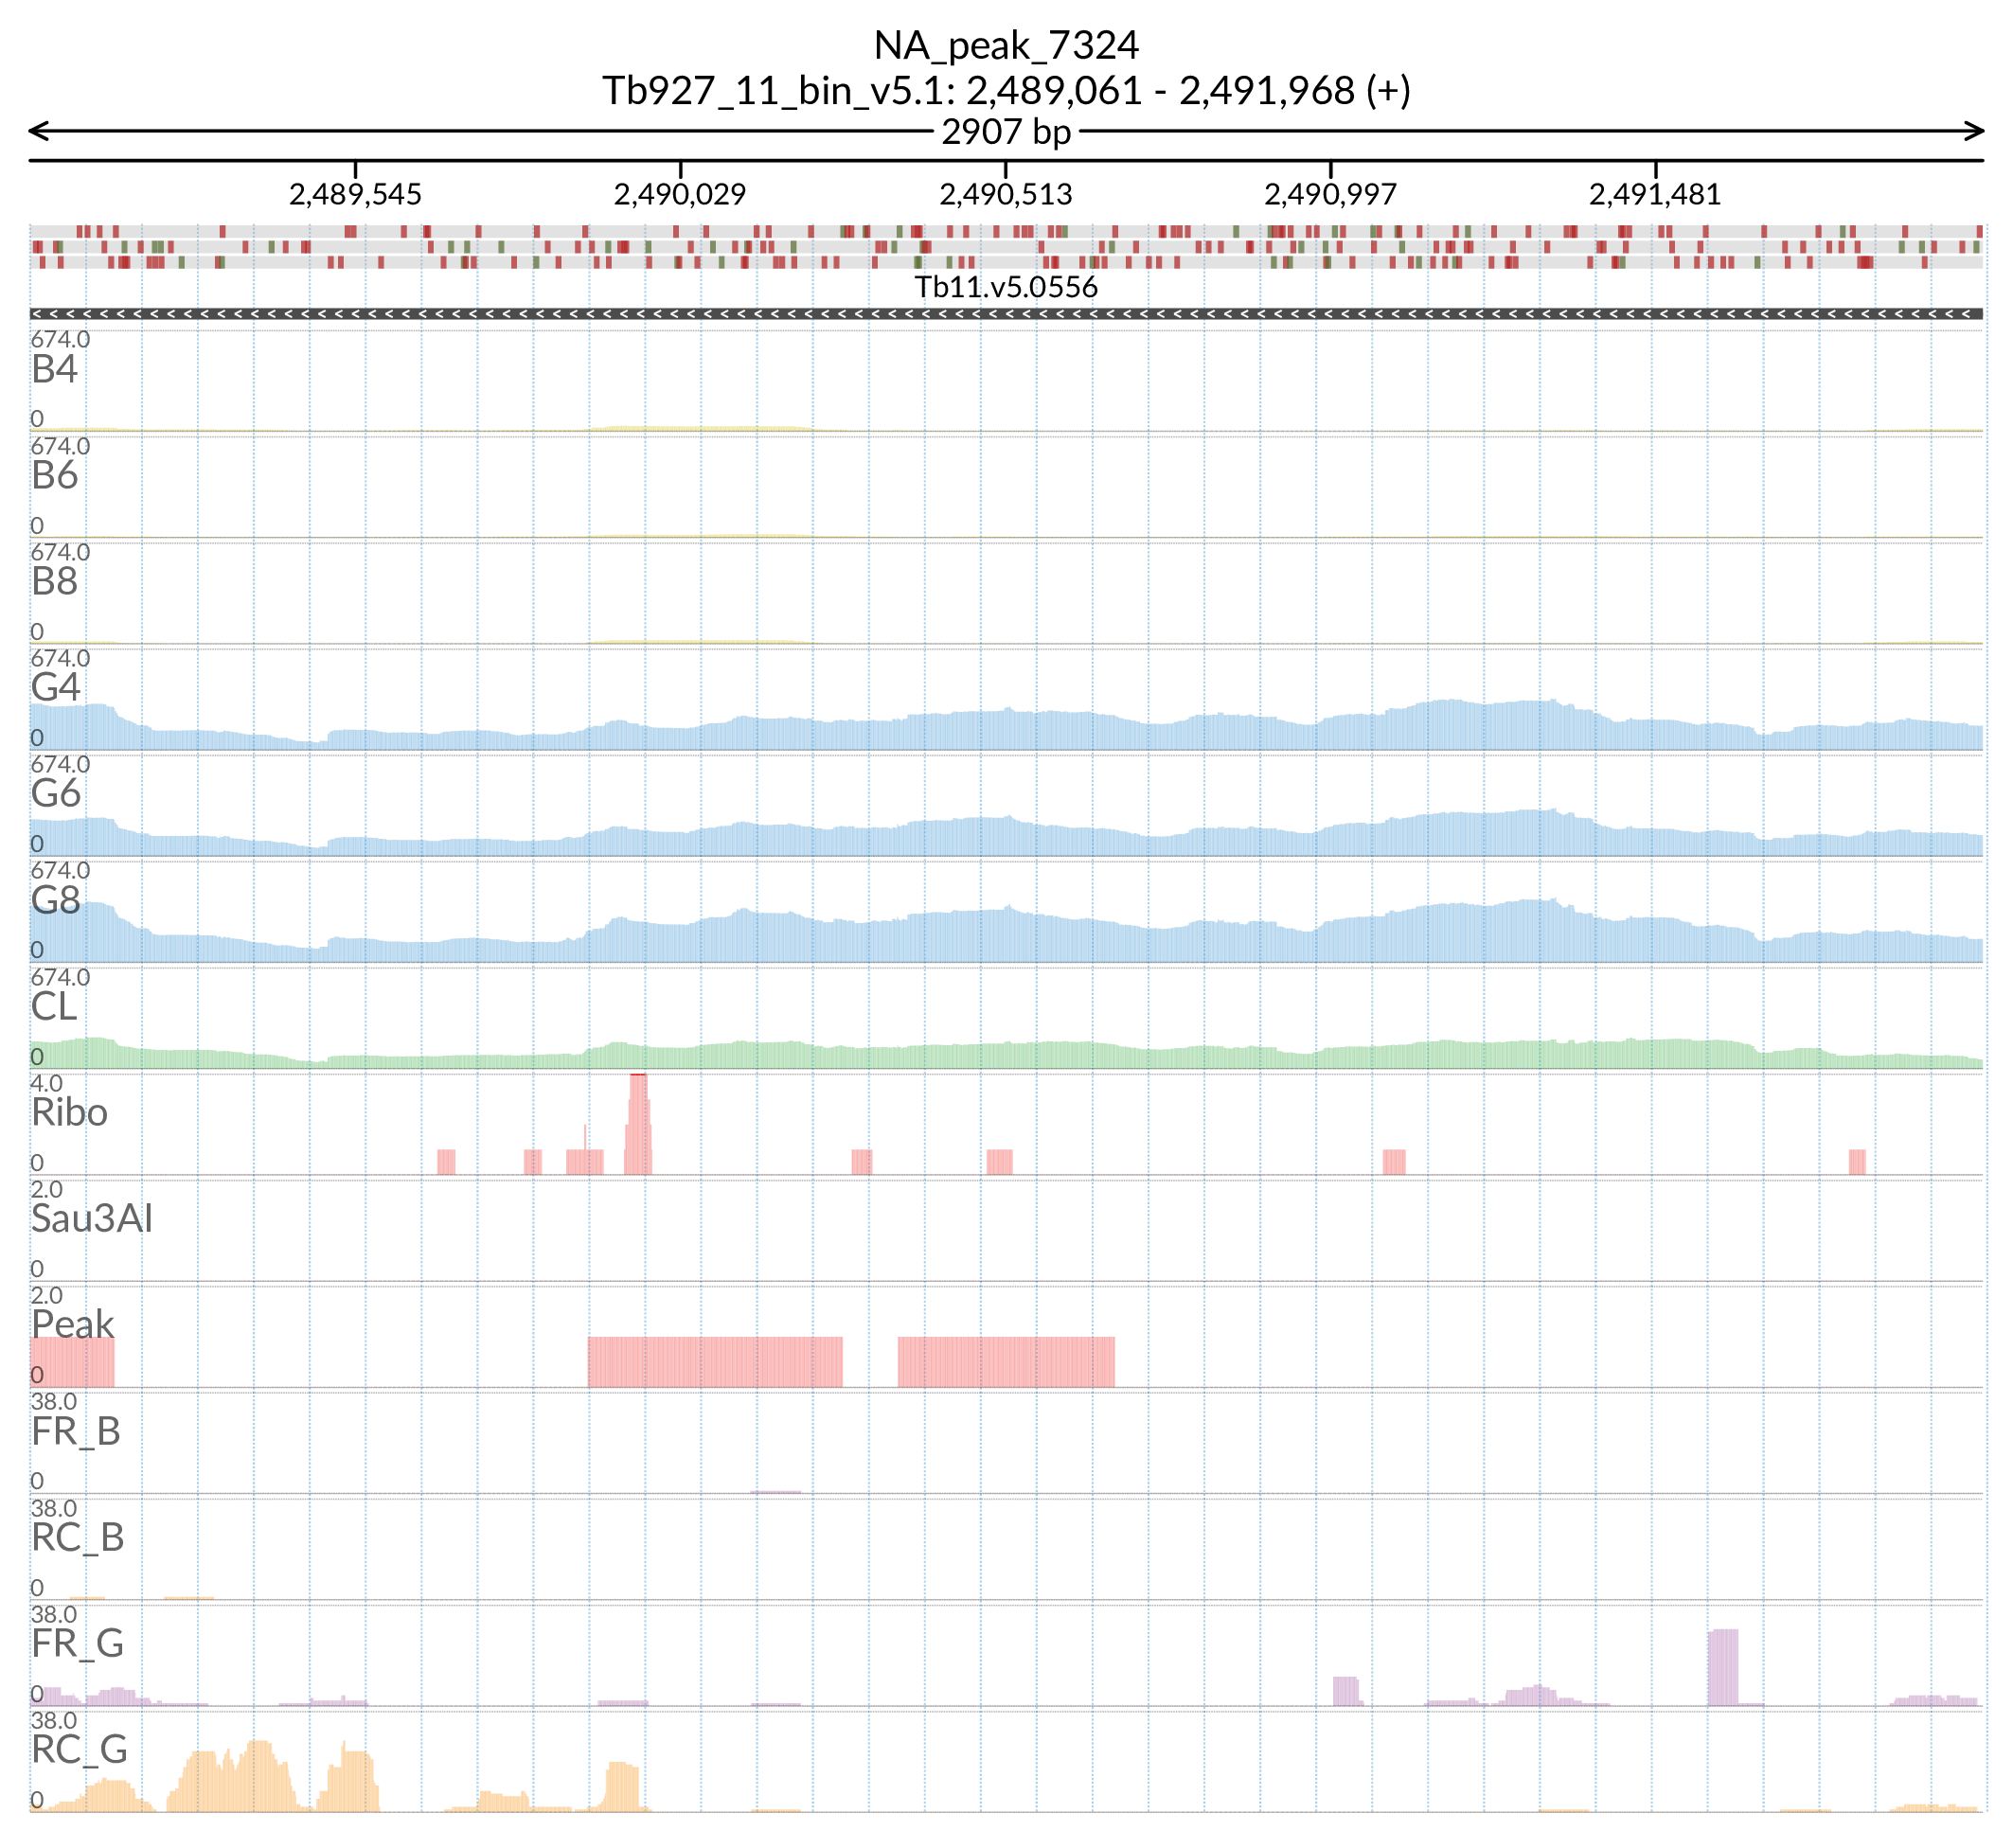 NA_peak_7324
Tb927_11_bin_v5.1: 2,489,061 - 2,491,968 (+)
2907 bp
2,489,545 2,490,029 2,490,513 2,490,997 2,491,481
Tb11.v5.0556
674.0
B4
0
674.0
B6
0
674.0
B8
0
674.0
G4
0
674.0
G6
0
674.0
G8
0
674.0
CL
0
4.0
Ribo
0
2.0
Sau3AI
0
2.0
Peak
0
38.0
FR_B
0
38.0
RC_B
0
38.0
FR_G
0
38.0
RC_G
0